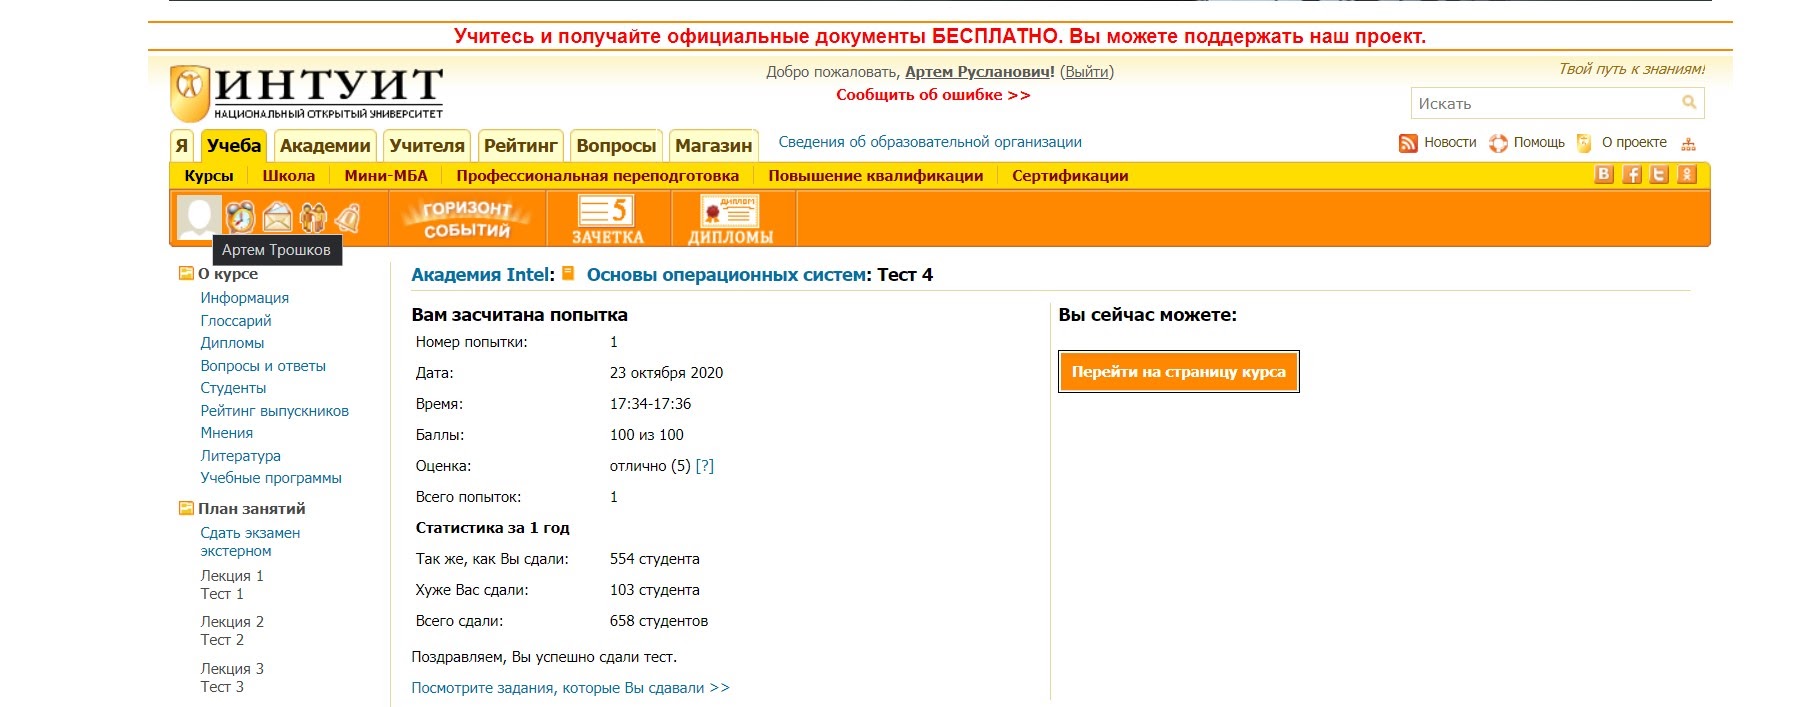 Учитесь и получайте официальные документы БЕСПЛАТНО. Вы можете поддержать наш проект.
ИНТУИТ
НАЦИОНАЛЬНЫЙ ОТКРЫТЫЙ УНИВЕРСИТЕТ
Добро пожаловать, Артем Русланович! (Выйти)
Сообщить об ошибке >>
Твой путь к знаниям!
Искать
Я Учеба Академии Учителя Рейтинг Вопросы Магазин Сведения об образовательной организации Новости Помощь О проекте
Курсы Школа Мини-МБА Профессиональная переподготовка Повышение квалификации Сертификации
ГОРИЗОНТ СОБЫТИЙ
5
ЗАЧЕТКА
ДИПЛОМ
ДИПЛОМЫ
Артем Трошков
О курсе
Информация
Глоссарий
Дипломы
Вопросы и ответы
Студенты
Рейтинг выпускников
Мнения
Литература
Учебные программы
План занятий
Сдать экзамен
экстерном
Лекция 1
Тест 1
Лекция 2
Тест 2
Лекция 3
Тест 3
Академия Intel: Основы операционных систем: Тест 4
Вам засчитана попытка
Номер попытки: 1
Дата: 23 октября 2020
Время: 17:34-17:36
Баллы: 100 из 100
Оценка: отлично (5) [?]
Всего попыток: 1
Статистика за 1 год
Так же, как Вы сдали: 554 студента
Хуже Вас сдали: 103 студента
Всего сдали: 658 студентов
Поздравляем, Вы успешно сдали тест.
Посмотрите задания, которые Вы сдавали >>
Вы сейчас можете:
Перейти на страницу курса